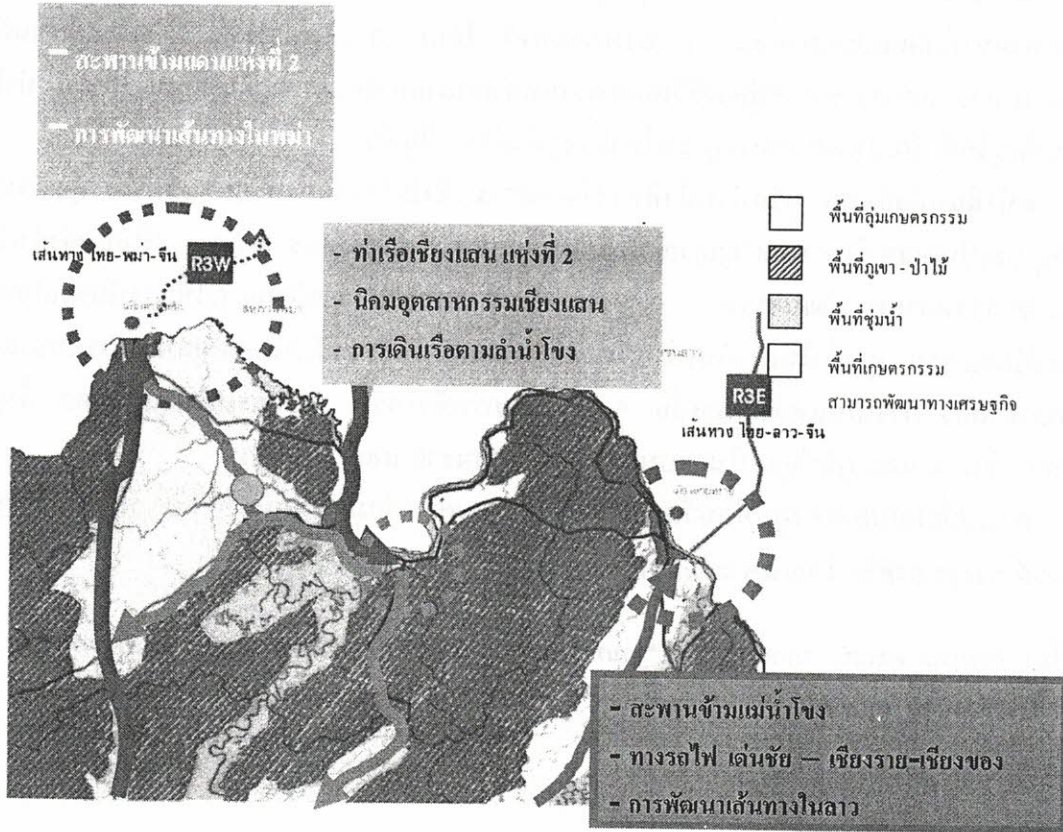 - สะพานข้ามแดนแห่งที่ 2
- การพัฒนาเส้นทางในพม่า
เส้นทาง ไทย-พม่า-จีน
R3W
- ท่าเรือเชียงแสน แห่งที่ 2
- นิคมอุตสาหกรรมเชียงแสน
- การเดินเรือตามลำน้ำโขง
พื้นที่ลุ่มเกษตรกรรม
พื้นที่ภูเขา - ป่าไม้
พื้นที่ชุ่มน้ำ
พื้นที่เกษตรกรรม
สามารถพัฒนาทางเศรษฐกิจ
R3E
เส้นทาง ไทย-ลาว-จีน
- สะพานข้ามแม่น้ำโขง
- ทางรถไฟ เด่นชัย – เชียงราย-เชียงของ
- การพัฒนาเส้นทางในลาว